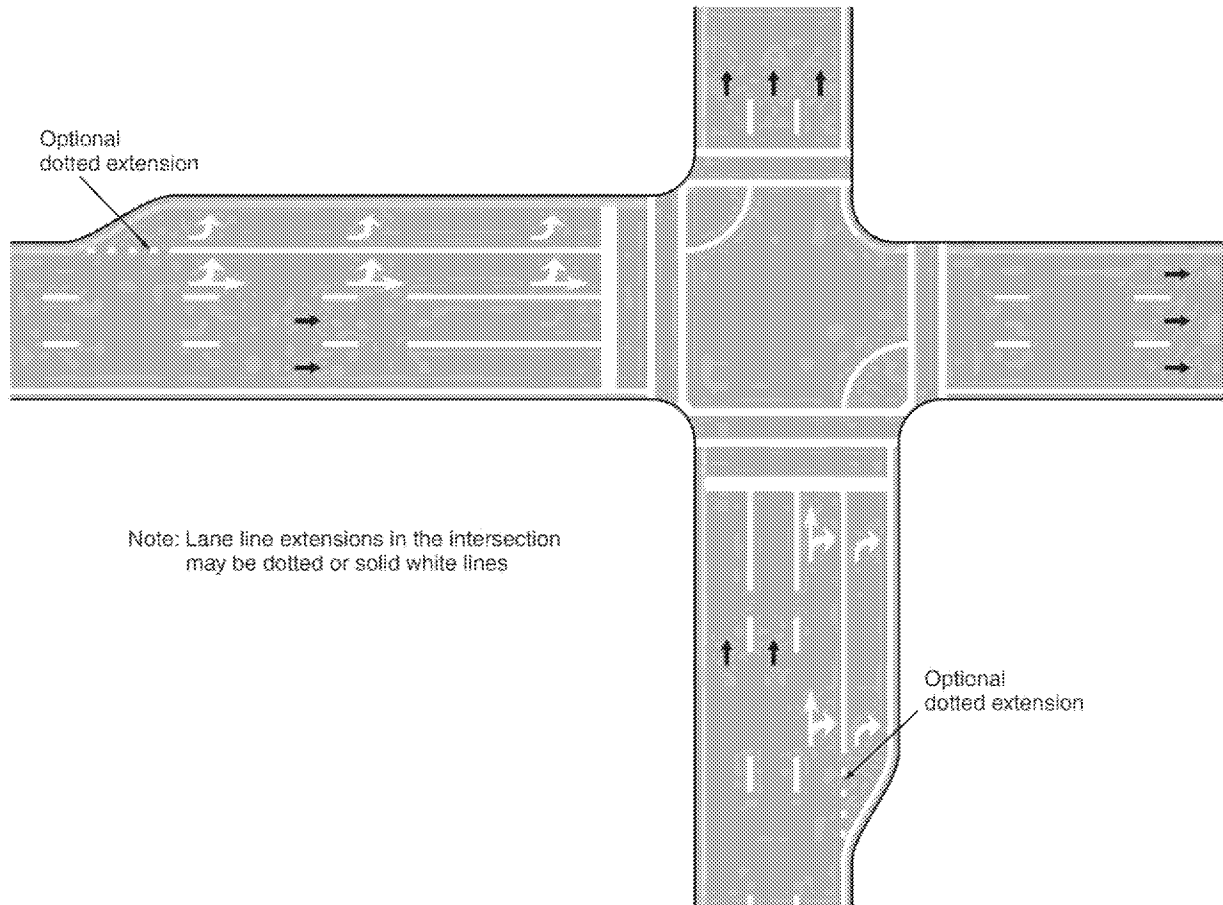 Optional
dotted extension
Note: Lane line extensions in the intersection
may be dotted or solid white lines
Optional
dotted extension